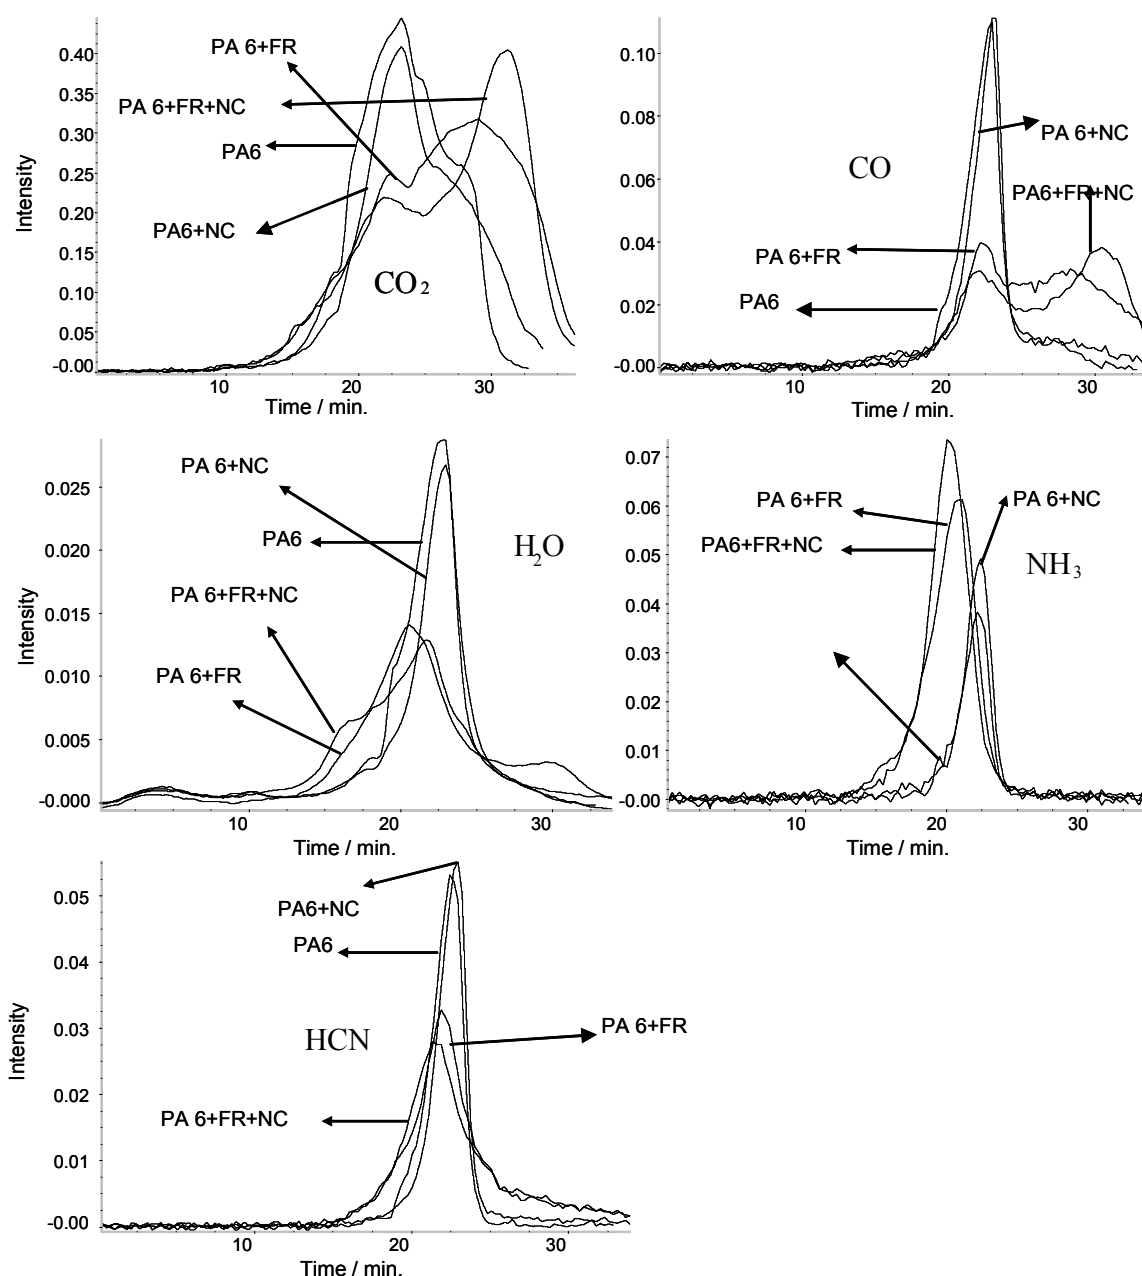 PA 6+FR
PA 6+FR+NC
PA6
PA6+NC
CO2
Intensity
0.40
0.35
0.30
0.25
0.20
0.15
0.10
0.05
-0.00
10 20 30
Time / min.
CO
PA 6+NC
PA6+FR+NC
PA 6+FR
PA6
0.10
0.08
0.06
0.04
0.02
-0.00
10 20 30
Time / min.
PA 6+NC
PA6
H2O
PA 6+FR+NC
PA 6+FR
Intensity
0.025
0.020
0.015
0.010
0.005
-0.000
10 20 30
Time / min.
PA 6+FR
PA 6+NC
PA6+FR+NC
NH3
0.07
0.06
0.05
0.04
0.03
0.02
0.01
-0.00
10 20 30
Time / min.
PA6+NC
PA6
HCN
PA 6+FR
PA 6+FR+NC
Intensity
0.05
0.04
0.03
0.02
0.01
-0.00
10 20 30
Time / min.